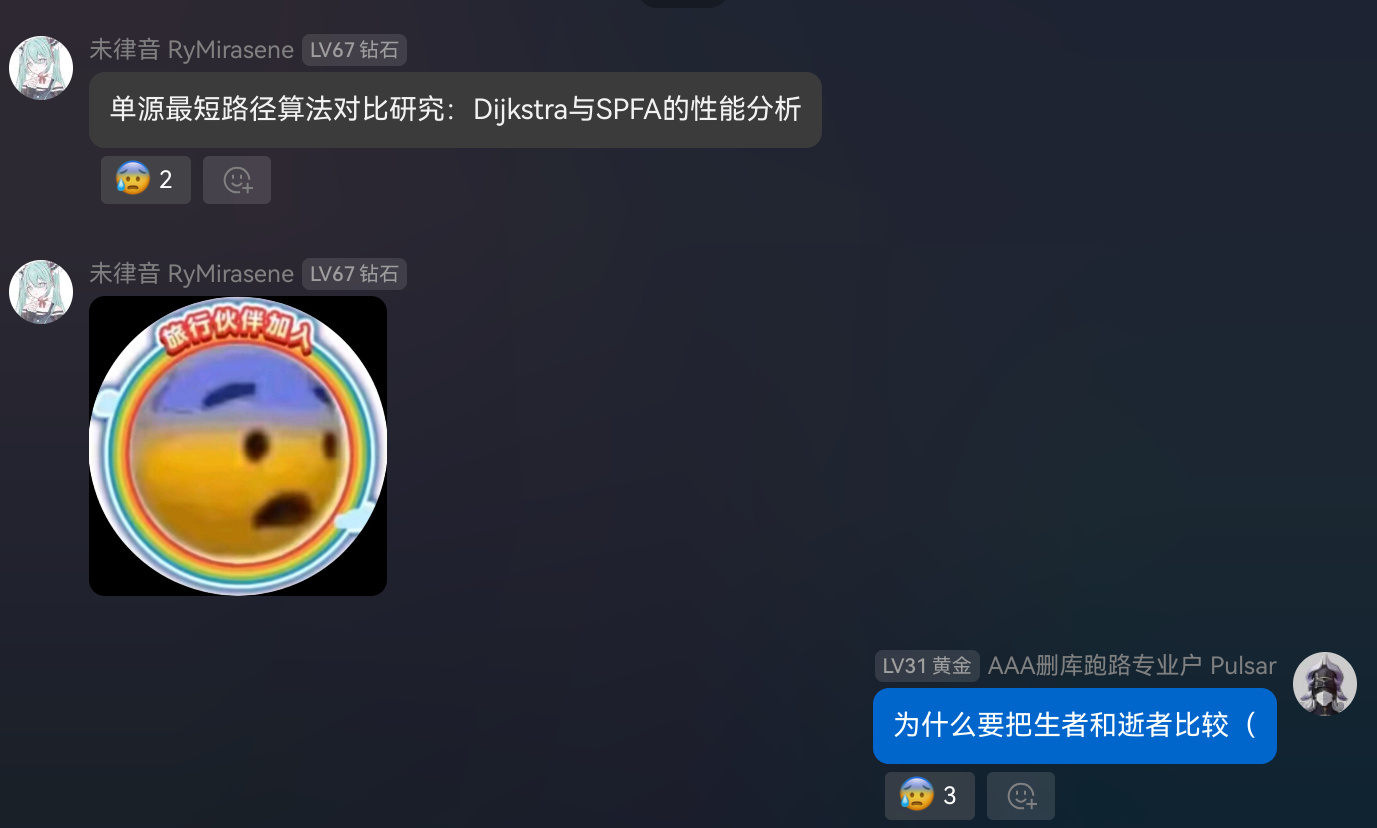 未律音 RyMirasene LV67 钻石
单源最短路径算法对比研究：Dijkstra与SPFA的性能分析
2
未律音 RyMirasene LV67 钻石
旅行伙伴加入
LV31 黄金 AAA删库跑路专业户 Pulsar
为什么要把生者和逝者比较（
3